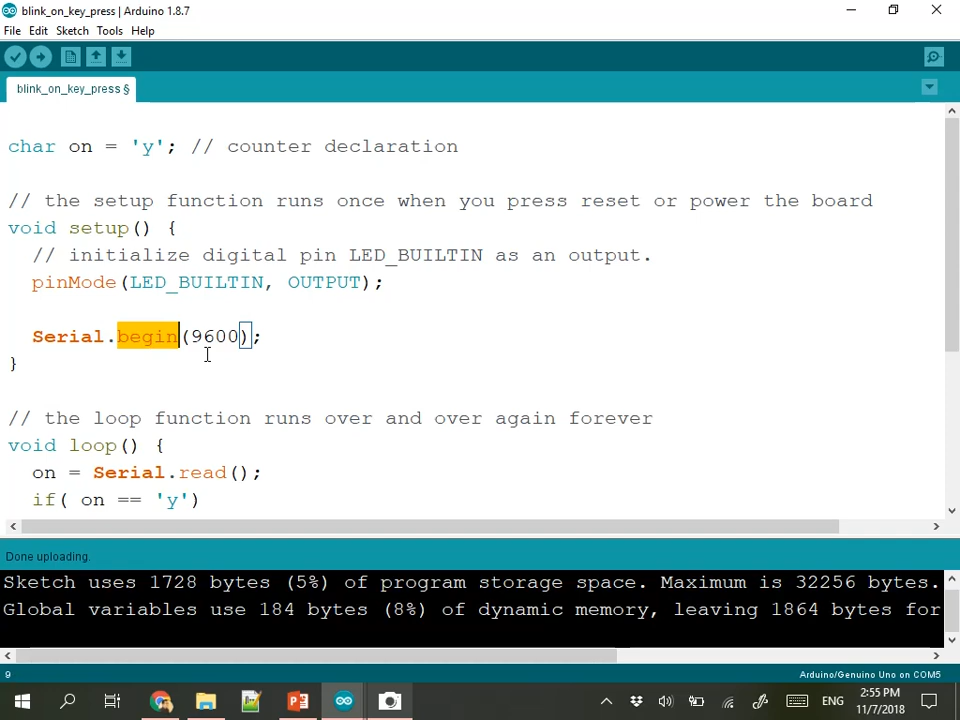 blink_on_key_press | Arduino 1.8.7
File Edit Sketch Tools Help
blink_on_key_press §
char on = 'y'; // counter declaration
// the setup function runs once when you press reset or power the board
void setup() {
// initialize digital pin LED_BUILTIN as an output.
pinMode(LED_BUILTIN, OUTPUT);
Serial.begin(9600);
}
// the loop function runs over and over again forever
void loop() {
on = Serial.read();
if( on == 'y')
Done uploading.
Sketch uses 1728 bytes (5%) of program storage space. Maximum is 32256 bytes.
Global variables use 184 bytes (8%) of dynamic memory, leaving 1864 bytes for
9
Arduino/Genuino Uno on COM5
ENG
2:55 PM
11/7/2018